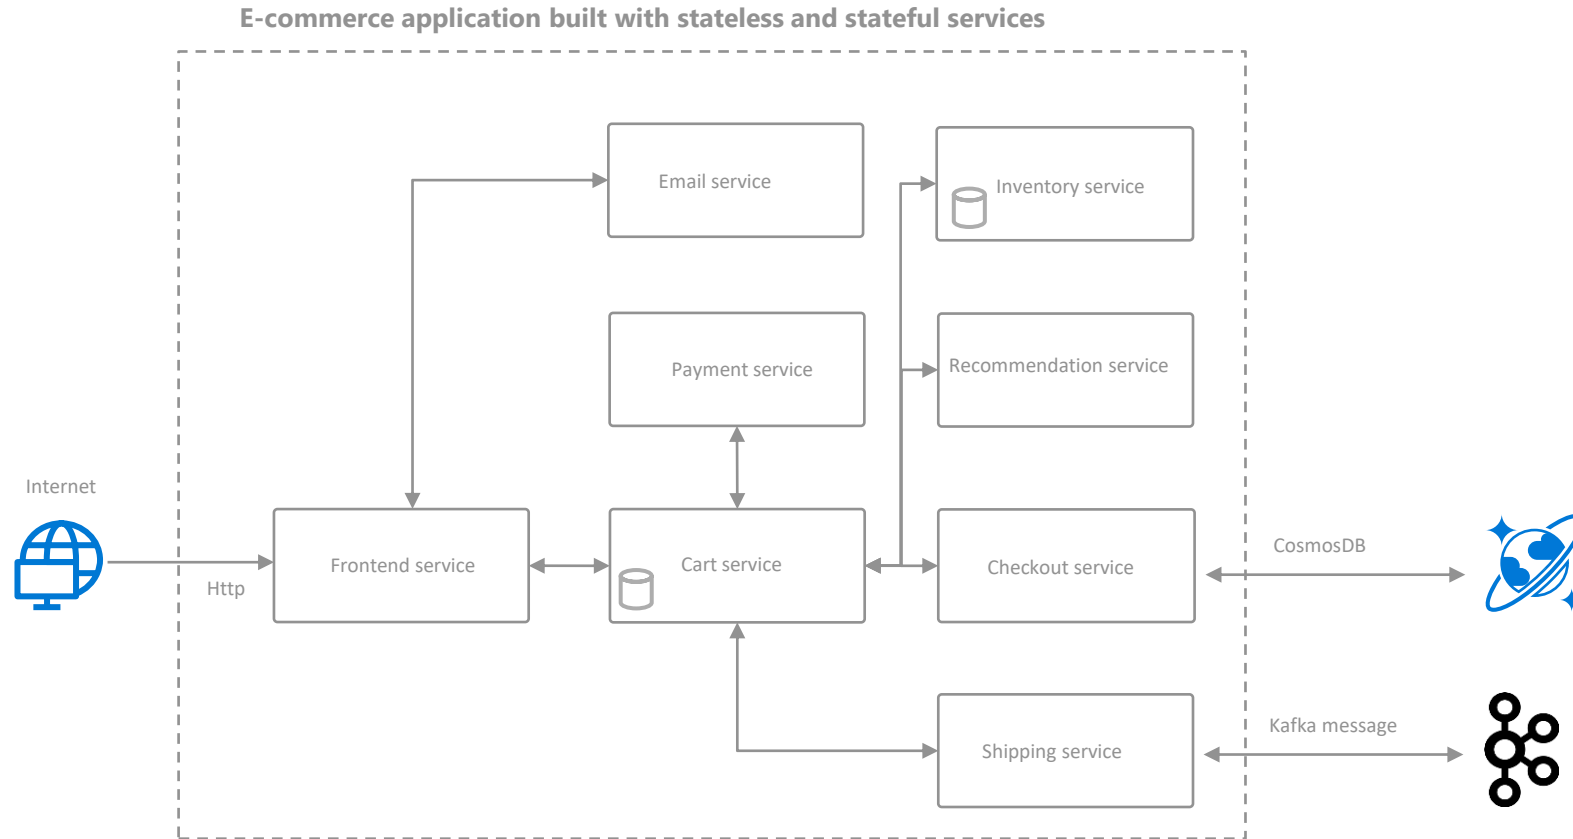 E-commerce application built with stateless and stateful services
Email service
Inventory service
Payment service
Recommendation service
Internet
Http
Frontend service
Cart service
Checkout service
CosmosDB
Shipping service
Kafka message